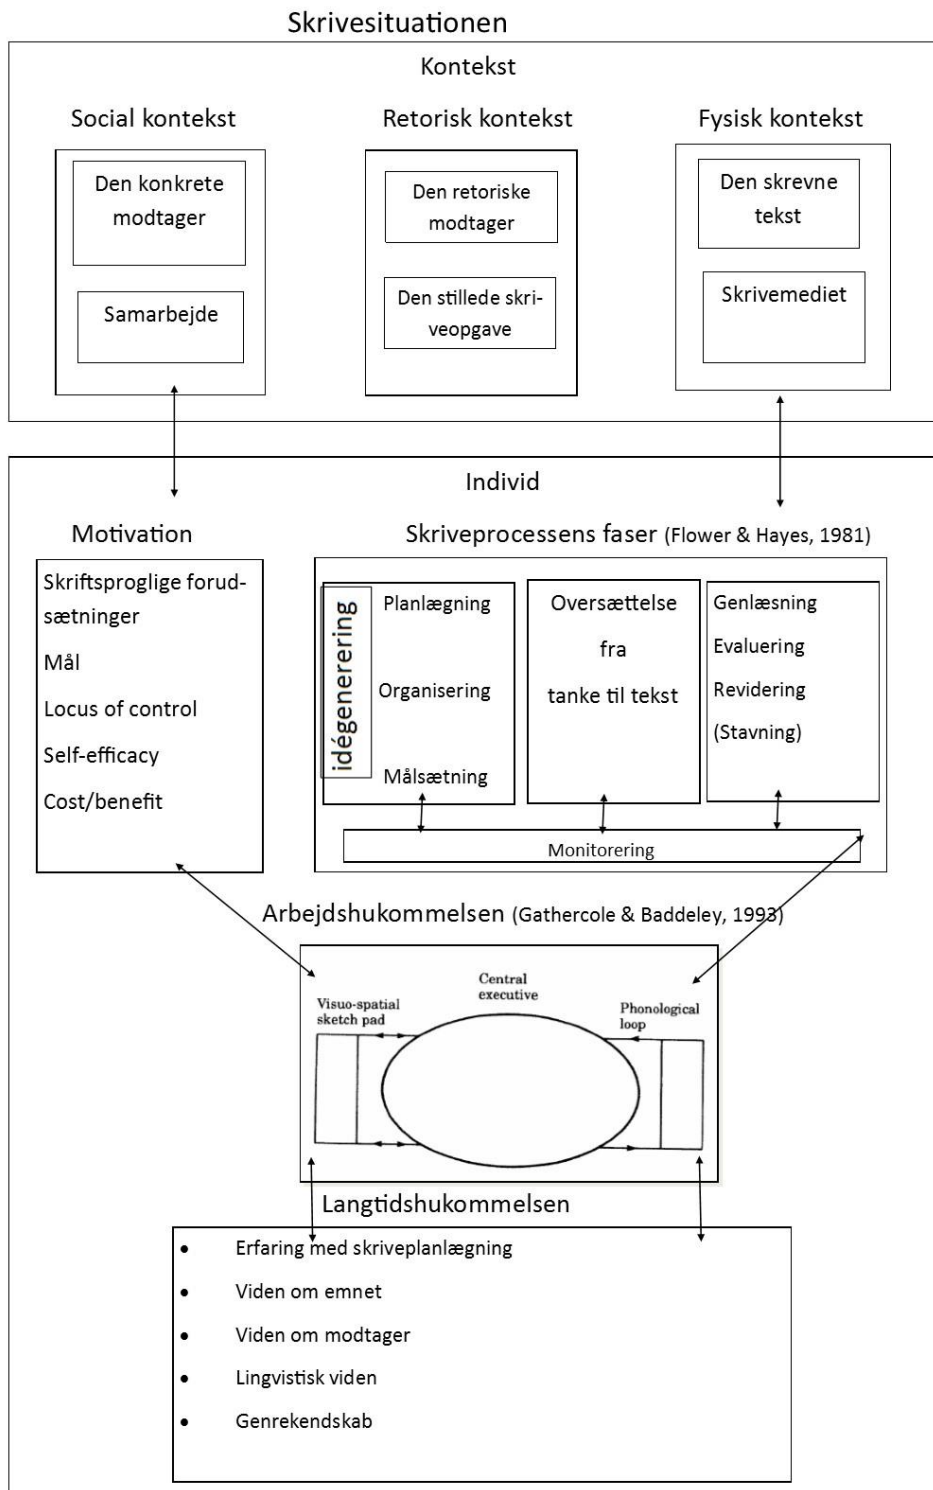 Skrivesituationen
Kontekst
Social kontekst
Den konkrete
modtager
Samarbejde
Retorisk kontekst
Den retoriske
modtager
Den stillede skri-
veopgave
Fysisk kontekst
Den skrevne
tekst
Skrivemediet
Individ
Motivation
Skriftsproglige forud-
sætninger
Mål
Locus of control
Self-efficacy
Cost/benefit
Skriveprocessens faser (Flower & Hayes, 1981)
idégenerering
Planlægning
Organisering
Målsætning
Oversættelse
fra
tanke til tekst
Genlæsning
Evaluering
Revidering
(Stavning)
Monitorering
Arbejdshukommelsen (Gathercole & Baddeley, 1993)
Visuo-spatial
sketch pad
Central
executive
Phonological
loop
Langtidshukommelsen
• Erfaring med skriveplanlægning
• Viden om emnet
• Viden om modtager
• Lingvistisk viden
• Genrekendskab